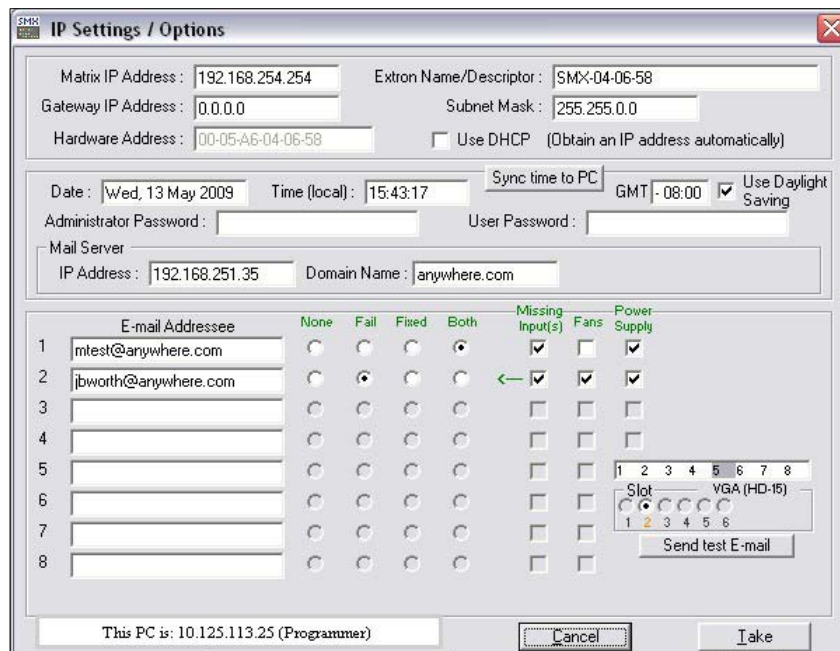 SMX
IP Settings / Options
Matrix IP Address : 192.168.254.254 Extron Name/Descriptor : SMX-04-06-58
Gateway IP Address : 0.0.0.0 Subnet Mask : 255.255.0.0
Hardware Address : 00-05-A6-04-06-58 Use DHCP (Obtain an IP address automatically)
Date : Wed, 13 May 2009 Time (local) : 15:43:17 Sync time to PC GMT - 08:00 Use Daylight Saving
Administrator Password : User Password :
Mail Server
IP Address : 192.168.251.35 Domain Name : anywhere.com
E-mail Addressee None Fail Fixed Both Missing Input(s) Fans Power Supply
1 mtest@anywhere.com
2 jbworth@anywhere.com <—
3
4
5 1 2 3 4 5 6 7 8
Slot VGA (HD-15)
6
1 2 3 4 5 6
7 Send test E-mail
8
This PC is: 10.125.113.25 (Programmer) Cancel Take